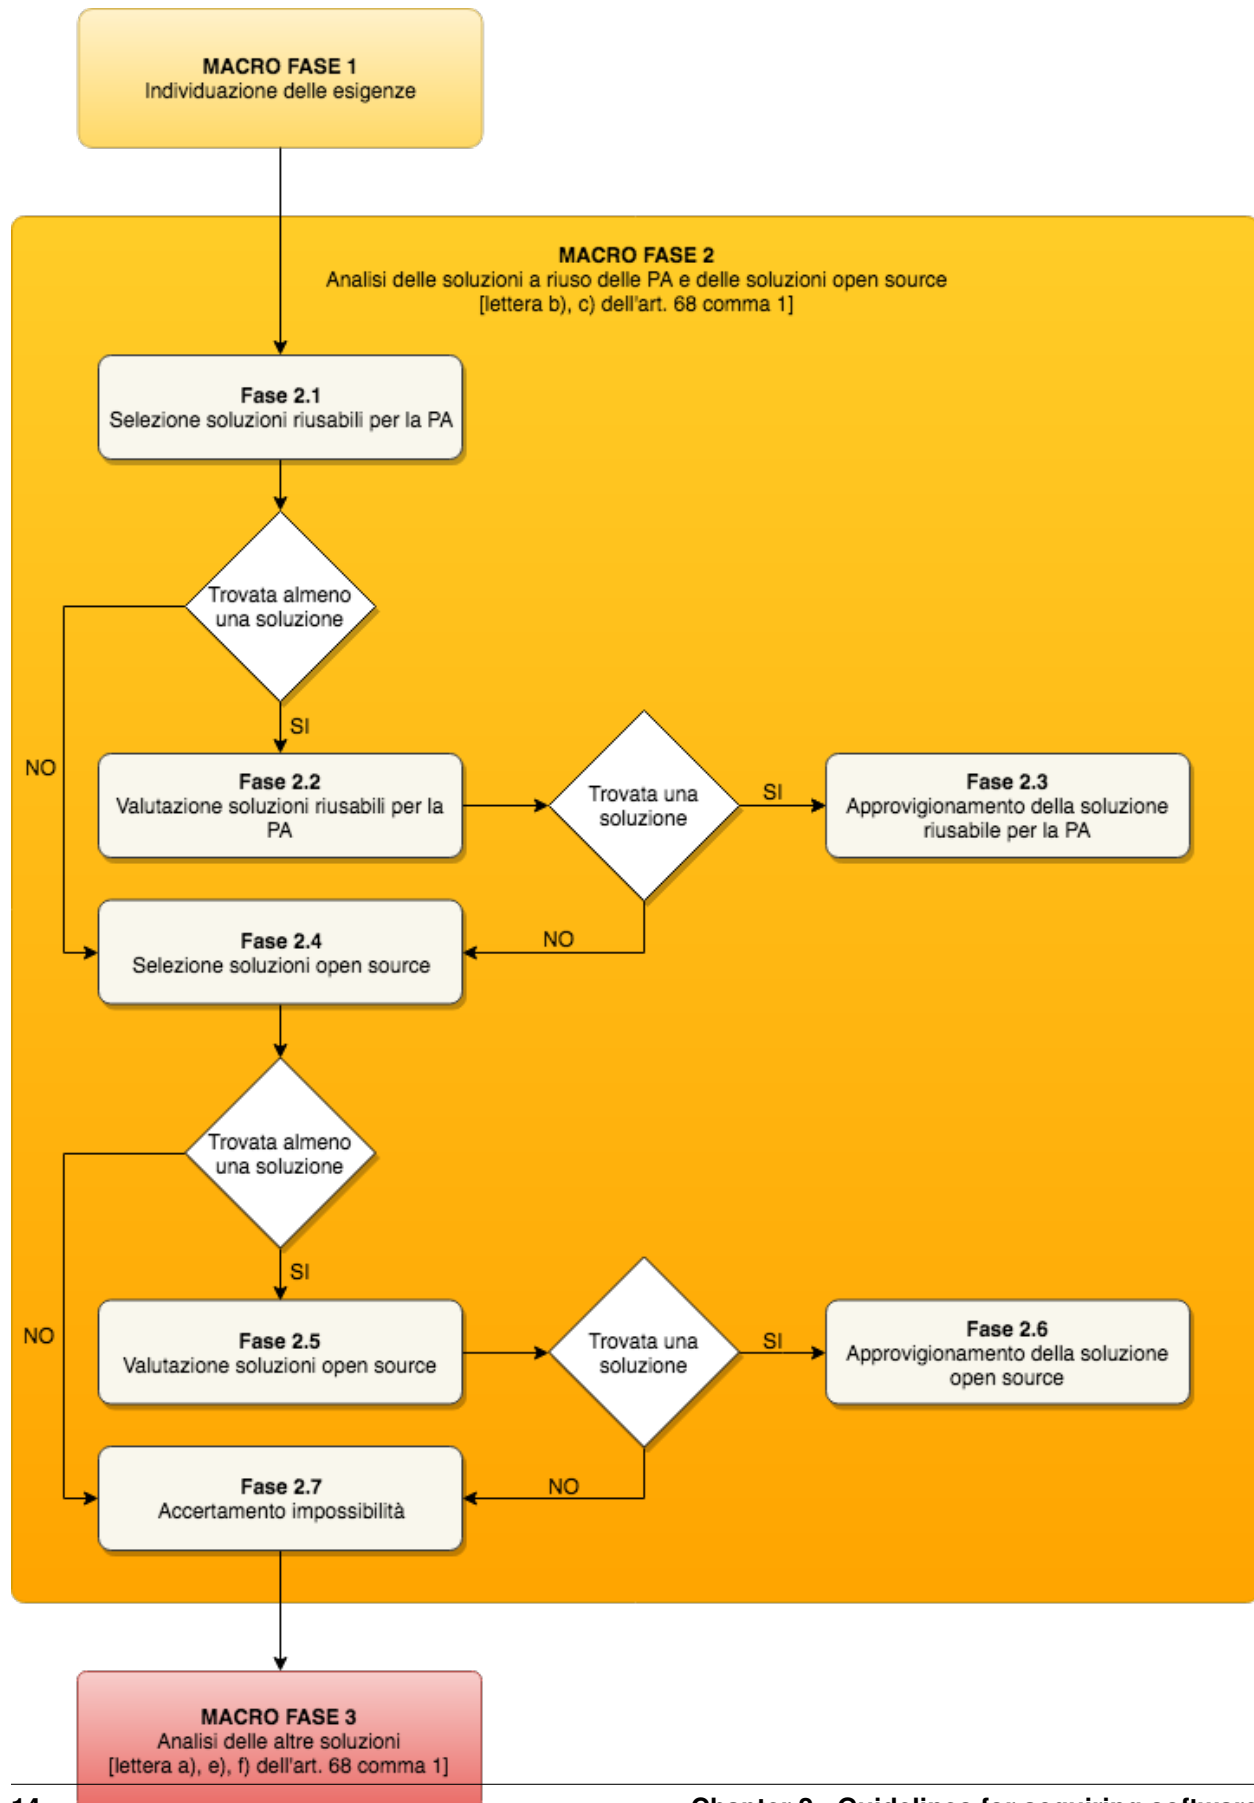 MACRO FASE 1
Individuazione delle esigenze
MACRO FASE 2
Analisi delle soluzioni a riuso delle PA e delle soluzioni open source
[lettera b), c) dell'art. 68 comma 1]
Fase 2.1
Selezione soluzioni riusabili per la PA
Trovata almeno
una soluzione
SI
NO
Fase 2.2
Valutazione soluzioni riusabili per la
PA
Trovata una
soluzione
SI
Fase 2.3
Approvigionamento della soluzione
riusabile per la PA
NO
Fase 2.4
Selezione soluzioni open source
Trovata almeno
una soluzione
SI
NO
Fase 2.5
Valutazione soluzioni open source
Trovata una
soluzione
SI
Fase 2.6
Approvigionamento della soluzione
open source
NO
Fase 2.7
Accertamento impossibilità
MACRO FASE 3
Analisi delle altre soluzioni
[lettera a), e), f) dell'art. 68 comma 1]
14
Guidelines for acquiring software